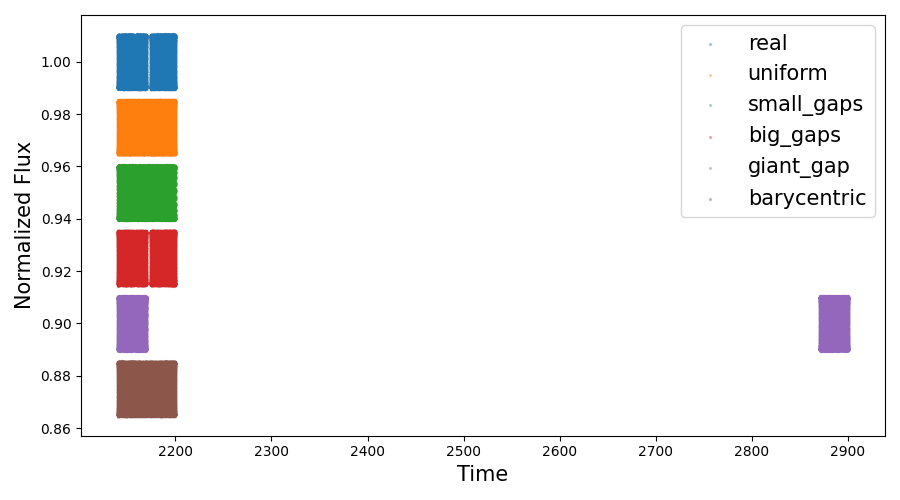 1.00
0.98
0.96
0.94
0.92
0.90
0.88
0.86
Normalized Flux
real
uniform
small_gaps
big_gaps
giant_gap
barycentric
2200 2300 2400 2500 2600 2700 2800 2900
Time